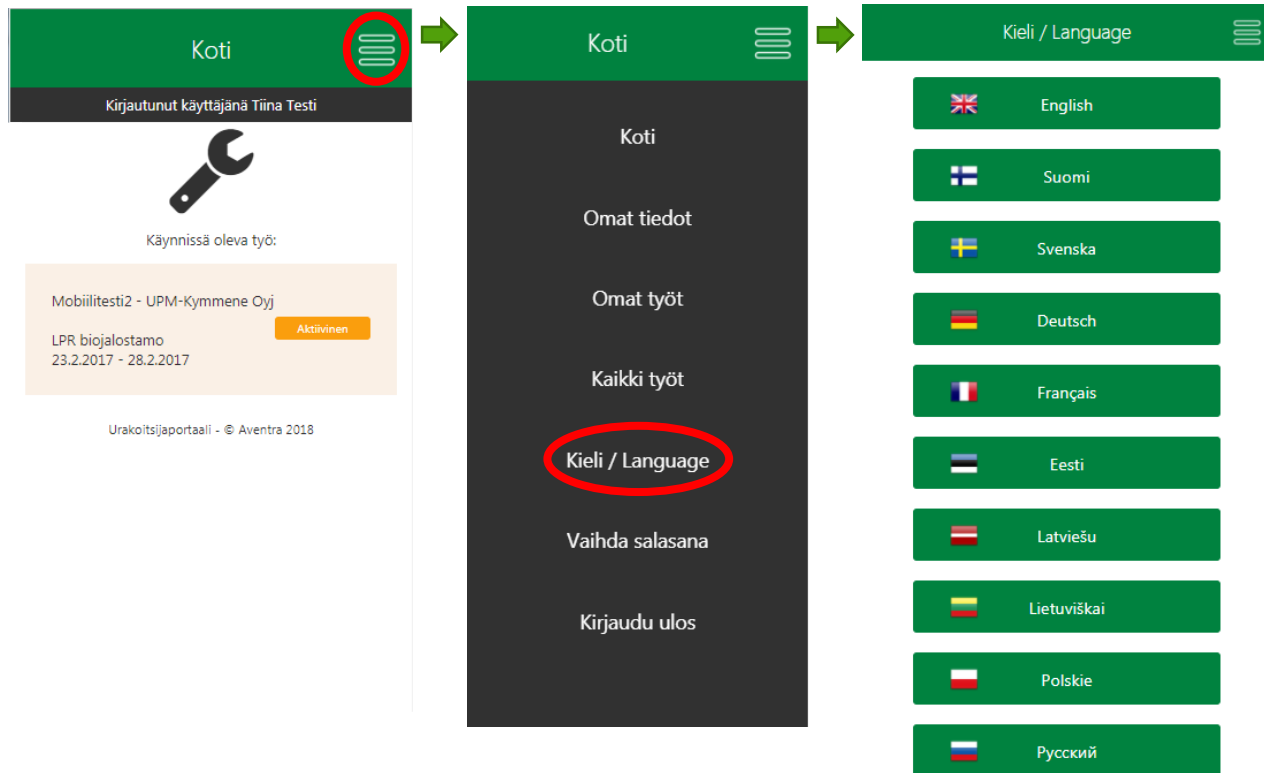 Koti
Kirjautunut käyttäjänä Tiina Testi
Käynnissä oleva työ:
Mobiilitesti2 - UPM-Kymmene Oyj
Aktiivinen
LPR biojalostamo
23.2.2017 - 28.2.2017
Urakoitsijaportaali - © Aventra 2018
Koti
Koti
Omat tiedot
Omat työt
Kaikki työt
Kieli / Language
Vaihda salasana
Kirjaudu ulos
Kieli / Language
English
Suomi
Svenska
Deutsch
Français
Eesti
Latviešu
Lietuviškai
Polskie
Русский